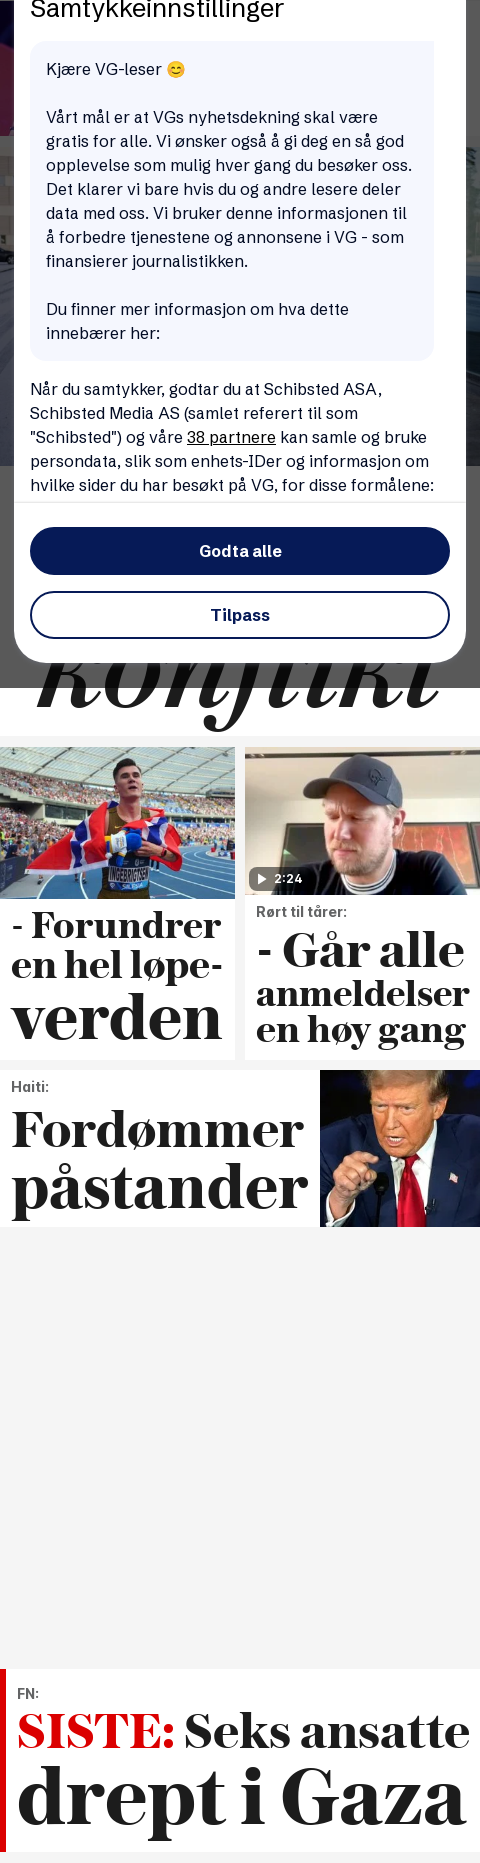 Samtykkeinnstillinger
Kjære VG-leser 😊
Vårt mål er at VGs nyhetsdekning skal være
gratis for alle. Vi ønsker også å gi deg en så god
opplevelse som mulig hver gang du besøker oss.
Det klarer vi bare hvis du og andre lesere deler
data med oss. Vi bruker denne informasjonen til
å forbedre tjenestene og annonsene i VG - som
finansierer journalistikken.
Du finner mer informasjon om hva dette
innebærer her:
Når du samtykker, godtar du at Schibsted ASA,
Schibsted Media AS (samlet referert til som
"Schibsted") og våre 38 partnere kan samle og bruke
persondata, slik som enhets-IDer og informasjon om
hvilke sider du har besøkt på VG, for disse formålene:
Godta alle
Tilpass
konflikt
INGEBRIGTSEN
2:24
- Forundrer
en hel løpe-
verden
Rørt til tårer:
- Går alle
anmeldelser
en høy gang
Haiti:
Fordømmer
påstander
FN:
SISTE: Seks ansatte
drept i Gaza